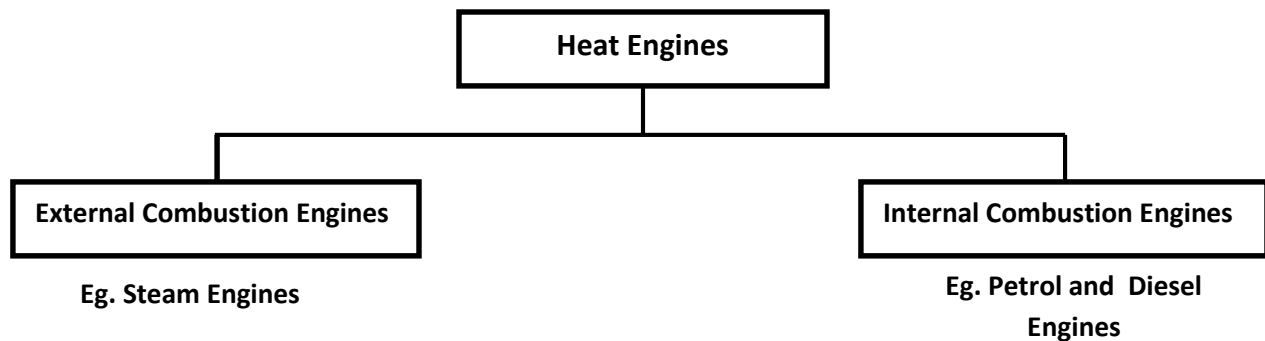 Heat Engines
External Combustion Engines
Internal Combustion Engines
Eg. Steam Engines
Eg. Petrol and Diesel
Engines